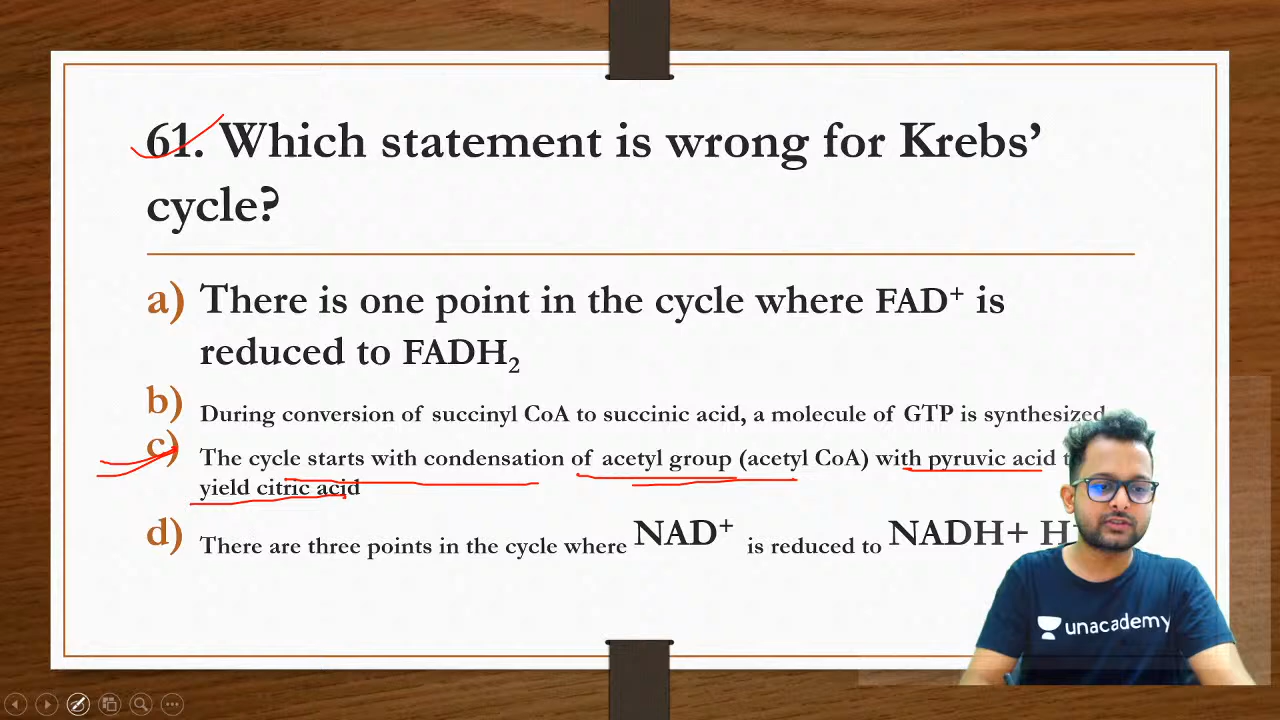 61. Which statement is wrong for Krebs’
cycle?
a) There is one point in the cycle where FAD⁺ is
reduced to FADH₂
b) During conversion of succinyl CoA to succinic acid, a molecule of GTP is synthesized
c) The cycle starts with condensation of acetyl group (acetyl CoA) with pyruvic acid
yield citric acid
d) There are three points in the cycle where NAD⁺ is reduced to NADH+ H
unacademy